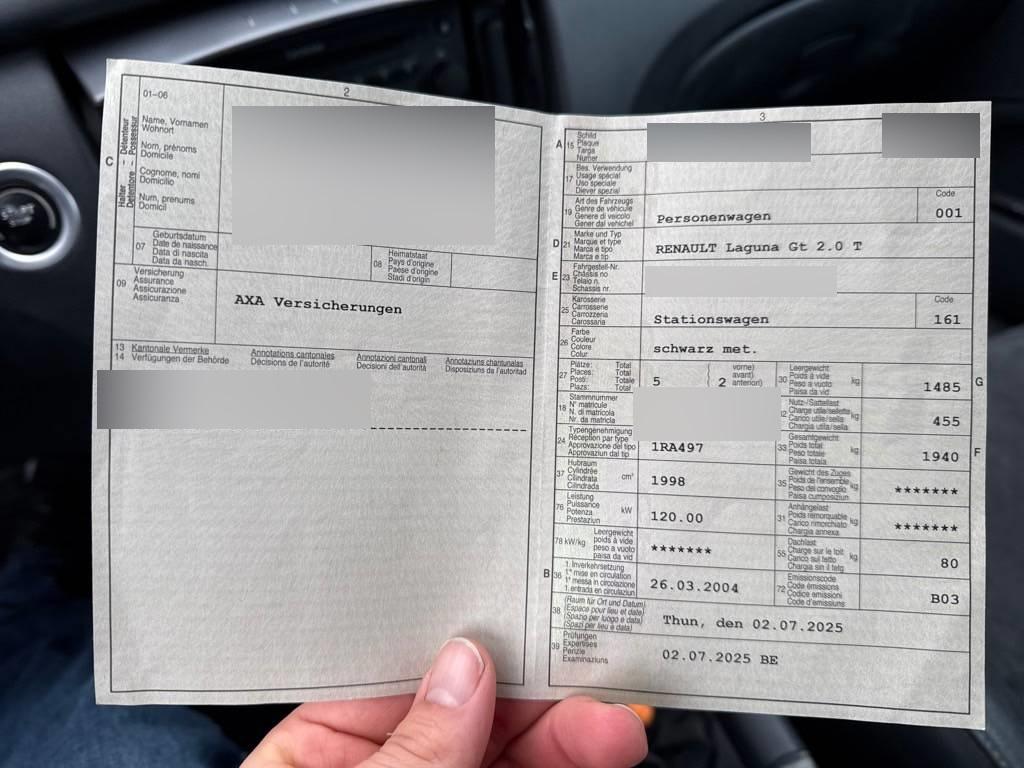 2
01–06
Name, Vornamen
Wohnort
Nom, prénoms
Domicile
Cognome, nomi
Domicilio
Num, prenums
Domicil
C
Halter – Détenteur
Detentore – Possessur
07
Geburtsdatum
Date de naissance
Data di nascita
Data da nasch.
08
Heimatstaat
Pays d'origine
Paese d'origine
Stadi d'origin
09
Versicherung
Assurance
Assicurazione
Assicuranza
AXA Versicherungen
13 Kantonale Vermerke
14 Verfügungen der Behörde
Annotations cantonales
Décisions de l'autorité
Annotazioni cantonali
Decisioni dell'autorità
Annotaziuns chantunalas
Disposiziuns da l'autoritad
3
A 15
Schild
Plaque
Targa
Numer
17
Bes. Verwendung
Usage spécial
Uso speciale
Diever spezial
19
Art des Fahrzeugs
Genre de véhicule
Genere di veicolo
Gener dal vehichel
Personenwagen
Code
001
D 21
Marke und Typ
Marque et type
Marca e tipo
Marca e tip
RENAULT Laguna Gt 2.0 T
E 23
Fahrgestell-Nr.
Châssis no
Telaio n.
Schassis nr.
25
Karosserie
Carrosserie
Carrozzeria
Carossaria
Stationswagen
Code
161
26
Farbe
Couleur
Colore
Colur
schwarz met.
27
Plätze: Total
Places: Total
Posti: Totale
Plazs: Total
5
2
vorne)
avant)
anteriori)
30
Leergewicht
Poids à vide
Peso a vuoto
Paisa vida
kg
1485
G
18
Stammnummer
N° matricule
N. di matricola
Nr. da matricla
Nutz-/Sattellast
Charge utile/sellette
Carico utile/sella
Chargia utila/sella
kg
455
24
Typengenehmigung
Réception par type
Approvazione del tipo
Approvaziun dal tip
1RA497
33
Gesamtgewicht
Poids total
Peso totale
Paisa totala
kg
1940
F
37
Hubraum
Cylindrée
Cilindrata
Cilindrada
cm³
1998
35
Gewicht des Zuges
Poids de l'ensemble
Peso del convoglio
Paisa cumposiziun
kg
*******
76
Leistung
Puissance
Potenza
Prestaziun
kW
120.00
31
Anhängelast
Poids remorquable
Carico rimorchiato
Chargia annexa
kg
*******
78 kW/kg
Leergewicht
poids à vide
peso a vuoto
paisa da vid
*******
55
Dachlast
Charge sur le toit
Carico sul tetto
Chargia sin il tetg
kg
80
B 36
1. Inverkehrsetzung
1re mise en circulation
1a messa in circolazione
1. entrada en circulaziun
26.03.2004
72
Emissionscode
Code émissions
Codice emissioni
Code d'emissiuns
B03
38
(Raum für Ort und Datum)
(Espace pour lieu et date)
(Spazio per luogo e data)
(Spazi per lieu e data)
Thun, den 02.07.2025
39
Prüfungen
Expertises
Perizie
Examinaziuns
02.07.2025 BE